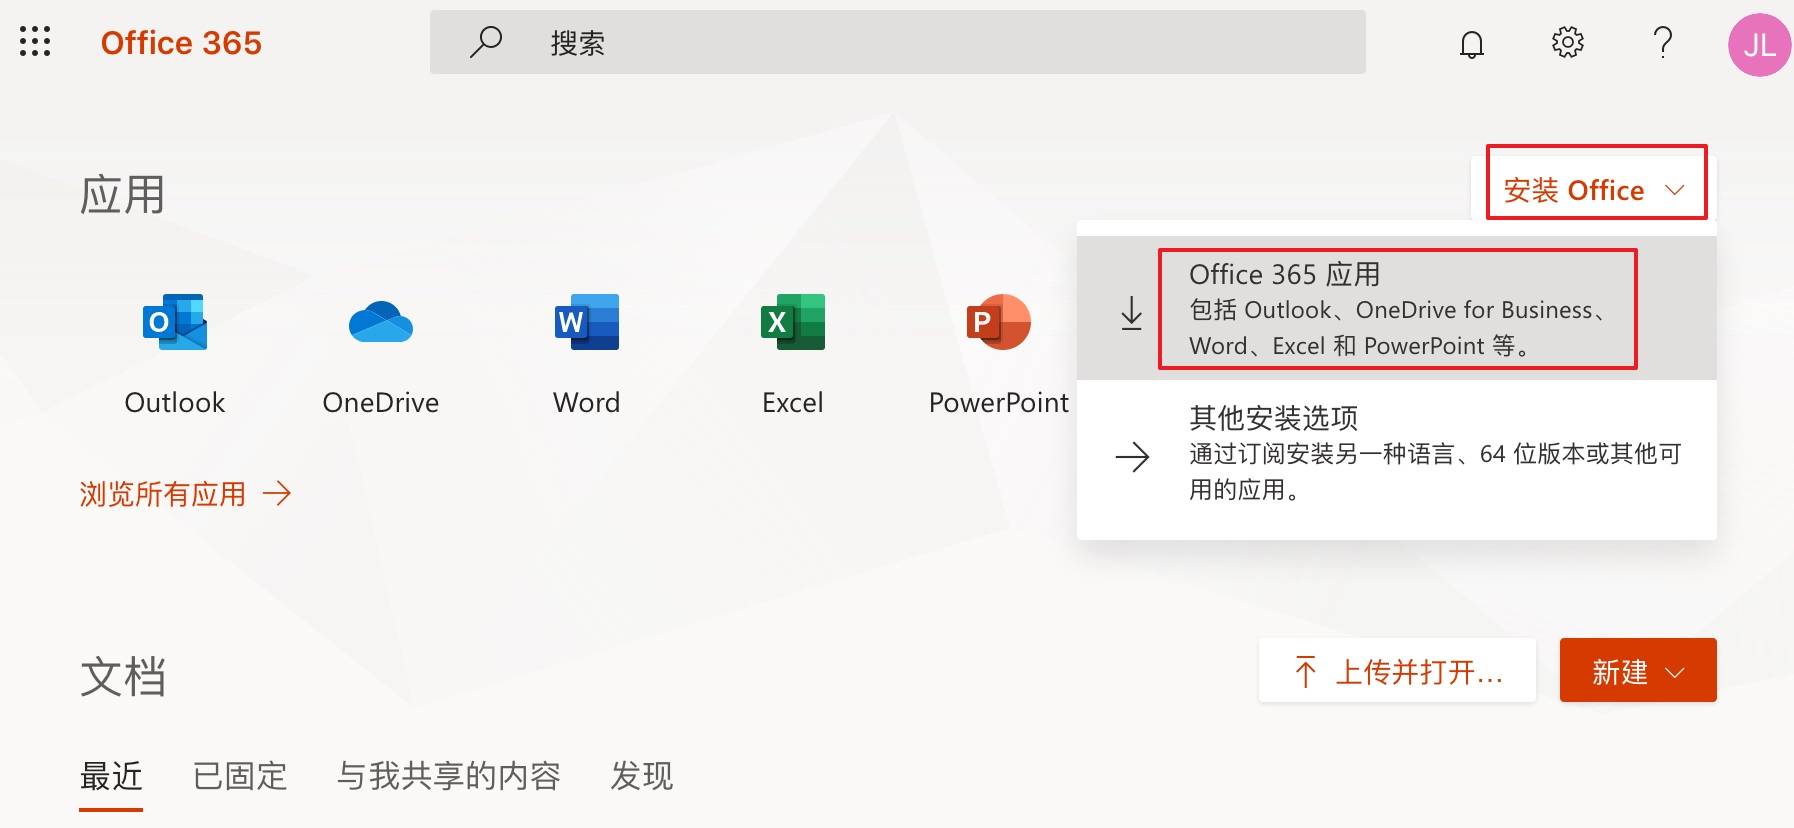 Office 365
搜索
JL
应用
安装 Office
Office 365 应用
包括 Outlook、OneDrive for Business、
Word、Excel 和 PowerPoint 等。
其他安装选项
通过订阅安装另一种语言、64 位版本或其他可
用的应用。
O
W
X
P
Outlook
OneDrive
Word
Excel
PowerPoint
浏览所有应用
文档
上传并打开...
新建
最近
已固定
与我共享的内容
发现